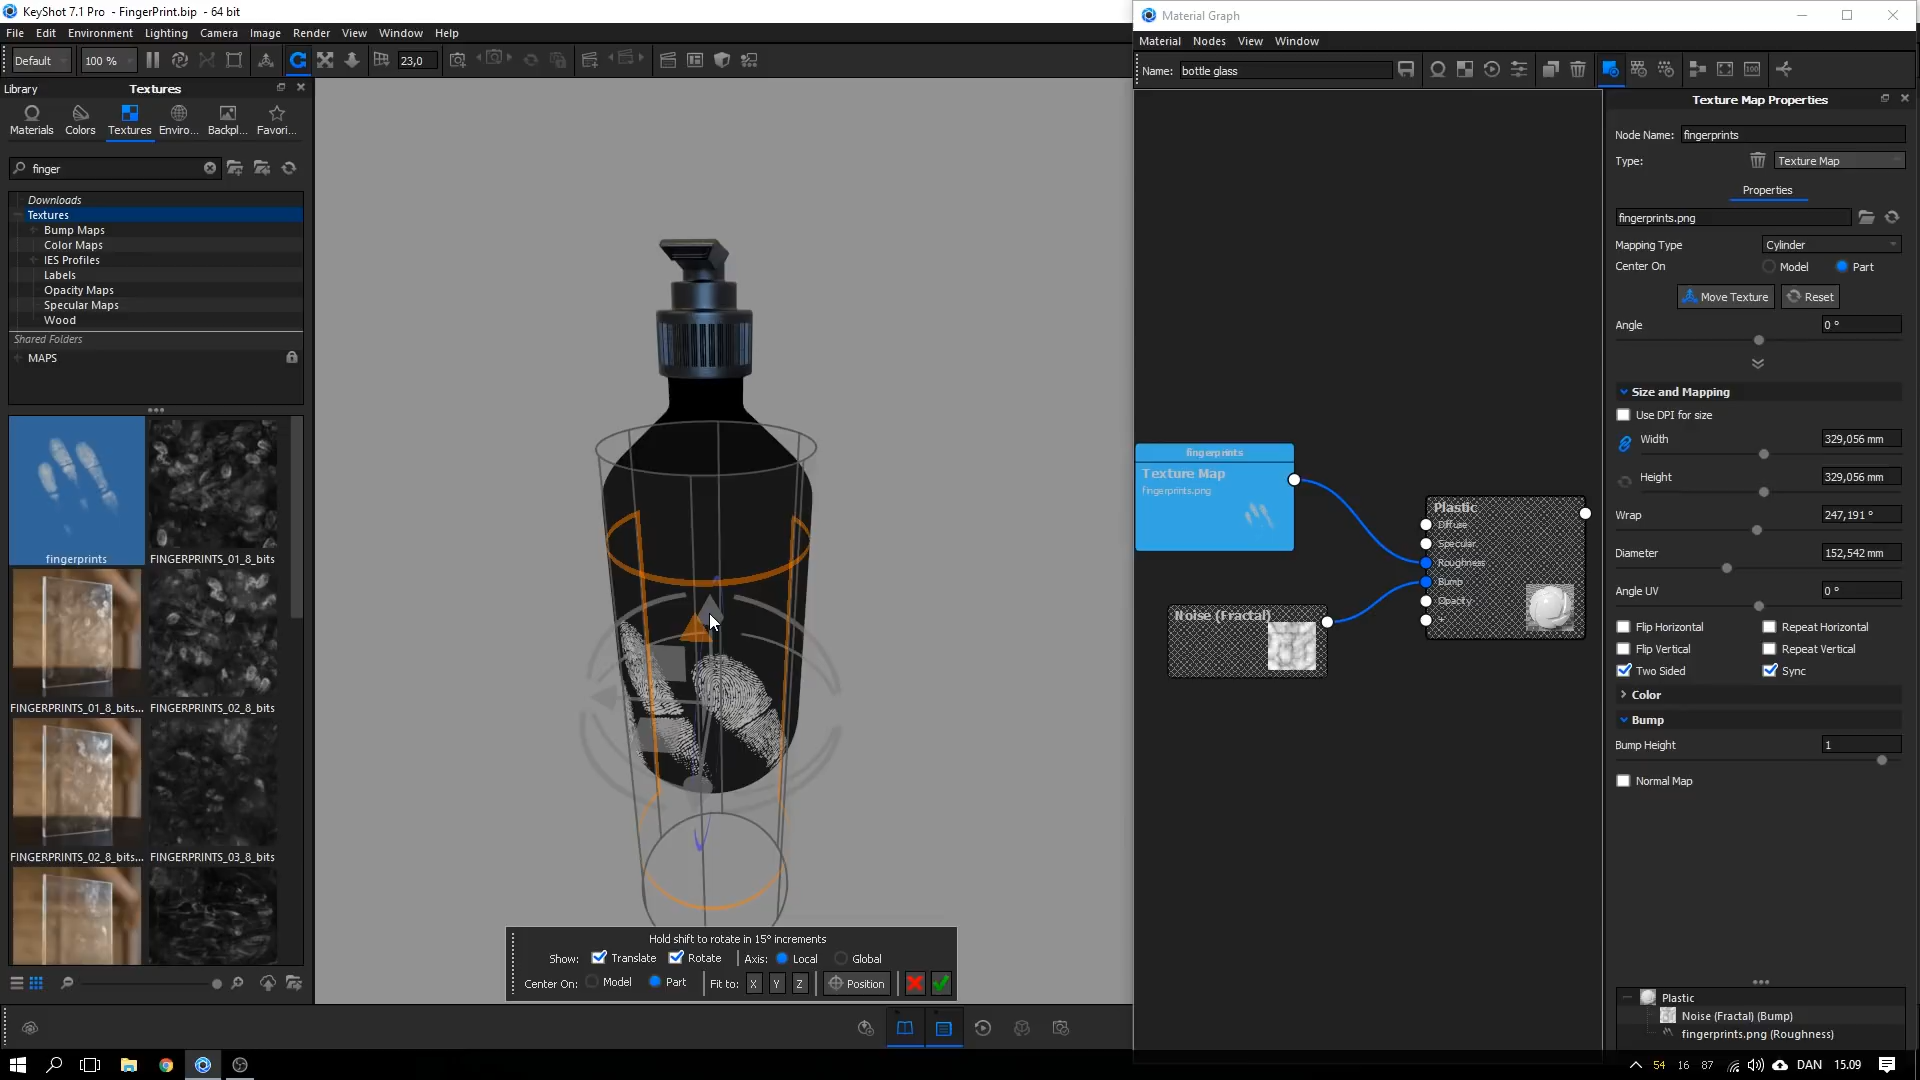 KeyShot 7.1 Pro - FingerPrint.bip - 64 bit
File Edit Environment Lighting Camera Image Render View Window Help
Default 100 % 23,0
Library Textures
Materials Colors Textures Enviro... Backpl... Favori...
finger
Downloads
Textures
Bump Maps
Color Maps
IES Profiles
Labels
Opacity Maps
Specular Maps
Wood
Shared Folders
MAPS
fingerprints FINGERPRINTS_01_8_bits
FINGERPRINTS_01_8_bits... FINGERPRINTS_02_8_bits
FINGERPRINTS_02_8_bits... FINGERPRINTS_03_8_bits
Hold shift to rotate in 15° increments
Show: Translate Rotate Axis: Local Global
Center On: Model Part Fit to: X Y Z Position
Material Graph
Material Nodes View Window
Name: bottle glass
100
fingerprints
Texture Map
fingerprints.png
Noise (Fractal)
Plastic
Diffuse
Specular
Roughness
Bump
Opacity
+
Texture Map Properties
Node Name: fingerprints
Type: Texture Map
Properties
fingerprints.png
Mapping Type Cylinder
Center On Model Part
Move Texture Reset
Angle 0 °
Size and Mapping
Use DPI for size
Width 329,056 mm
Height 329,056 mm
Wrap 247,191 °
Diameter 152,542 mm
Angle UV 0 °
Flip Horizontal Repeat Horizontal
Flip Vertical Repeat Vertical
Two Sided Sync
Color
Bump
Bump Height 1
Normal Map
Plastic
Noise (Fractal) (Bump)
fingerprints.png (Roughness)
54 16 87 DAN 15.09